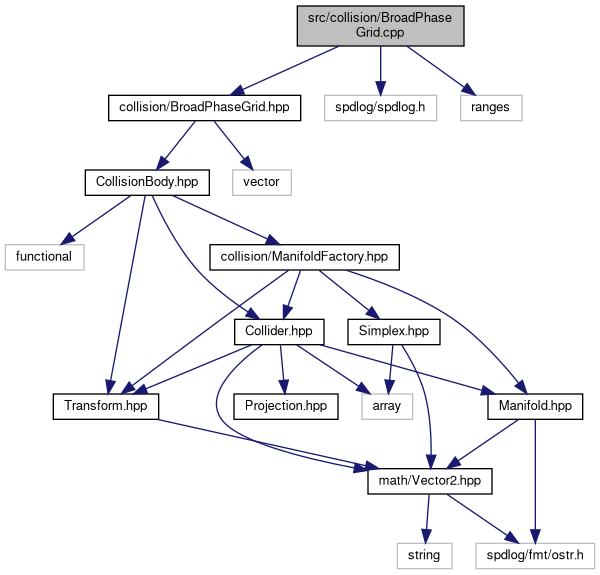 src/collision/BroadPhase
Grid.cpp
collision/BroadPhaseGrid.hpp
spdlog/spdlog.h
ranges
CollisionBody.hpp
vector
functional
collision/ManifoldFactory.hpp
Collider.hpp
Simplex.hpp
Transform.hpp
Projection.hpp
array
Manifold.hpp
math/Vector2.hpp
string
spdlog/fmt/ostr.h